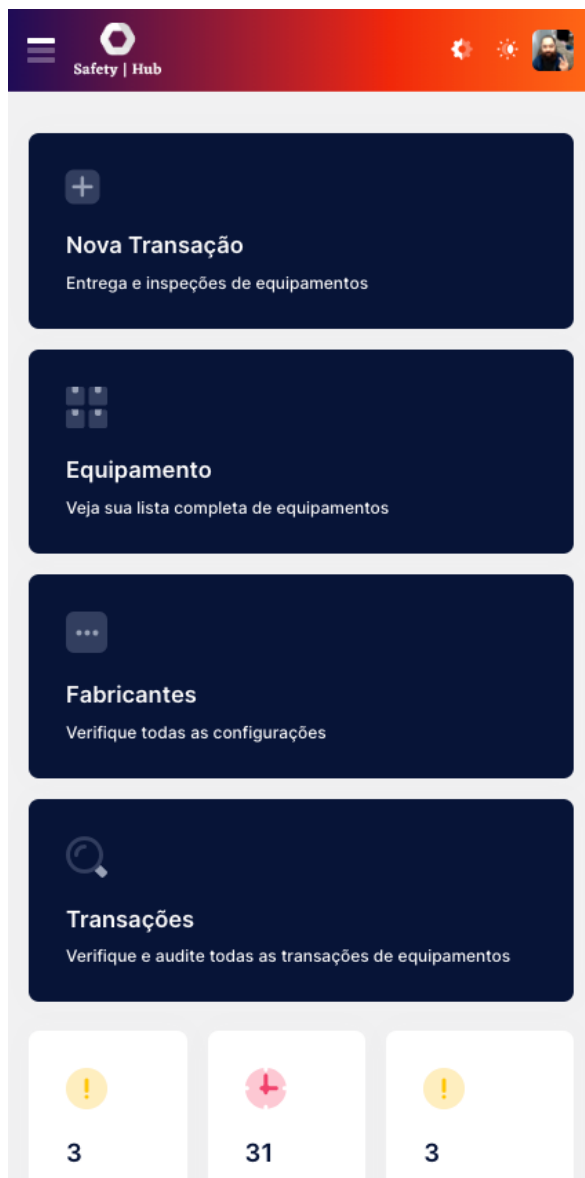 Safety | Hub
Nova Transação
Entrega e inspeções de equipamentos
Equipamento
Veja sua lista completa de equipamentos
Fabricantes
Verifique todas as configurações
Transações
Verifique e audite todas as transações de equipamentos
3 31 3